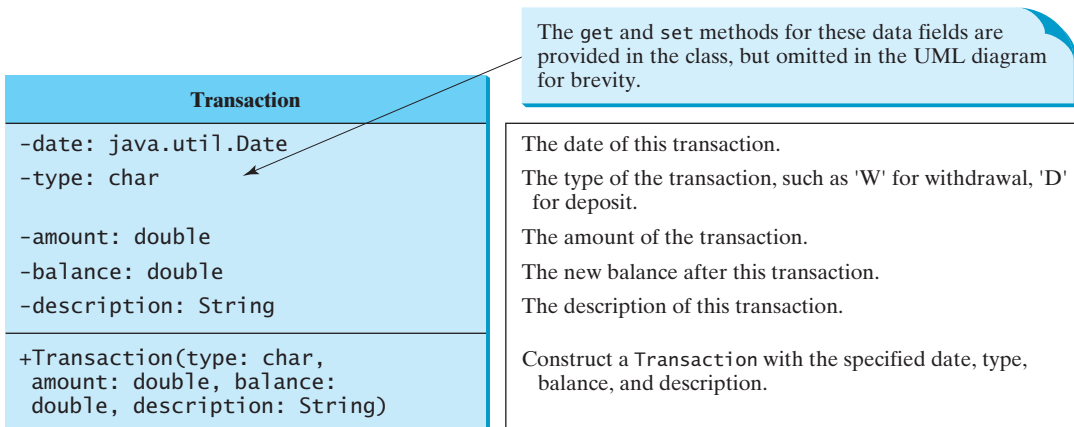 The get and set methods for these data fields are
provided in the class, but omitted in the UML diagram
for brevity.
Transaction
-date: java.util.Date
The date of this transaction.
-type: char
The type of the transaction, such as 'W' for withdrawal, 'D'
for deposit.
-amount: double
The amount of the transaction.
-balance: double
The new balance after this transaction.
-description: String
The description of this transaction.
+Transaction(type: char,
amount: double, balance:
double, description: String)
Construct a Transaction with the specified date, type,
balance, and description.